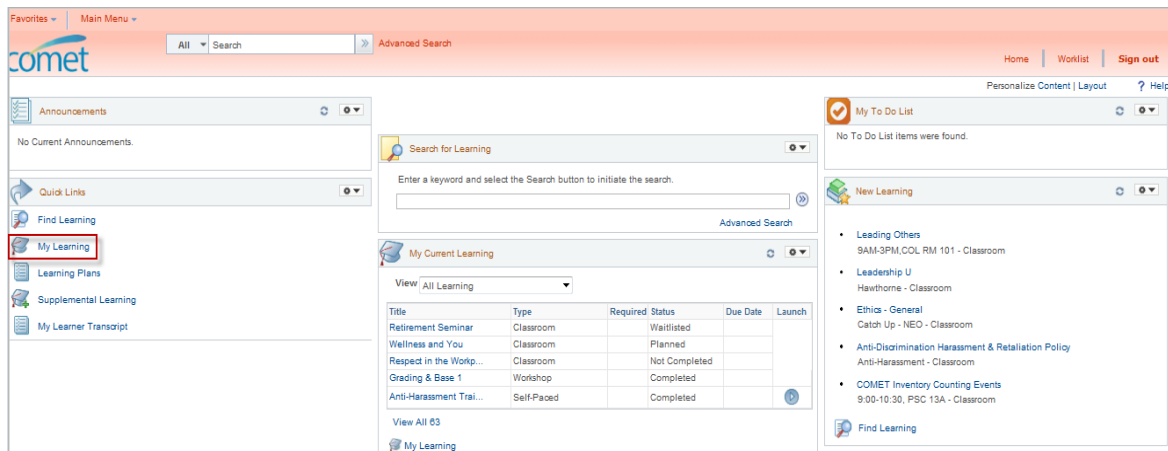 Favorites Main Menu
comet
All Search
Advanced Search
Home Worklist Sign out
Personalize Content | Layout ? Help
Announcements
No Current Announcements.
Quick Links
Find Learning
My Learning
Learning Plans
Supplemental Learning
My Learner Transcript
Search for Learning
Enter a keyword and select the Search button to initiate the search.
Advanced Search
My Current Learning
View All Learning
Title Type Required Status Due Date Launch
Retirement Seminar Classroom Waitlisted
Wellness and You Classroom Planned
Respect in the Workp... Classroom Not Completed
Grading & Base 1 Workshop Completed
Anti-Harassment Trai... Self-Paced Completed
View All 63
My Learning
My To Do List
No To Do List items were found.
New Learning
• Leading Others
9AM-3PM,COL RM 101 - Classroom
• Leadership U
Hawthorne - Classroom
• Ethics - General
Catch Up - NEO - Classroom
• Anti-Discrimination Harassment & Retaliation Policy
Anti-Harassment - Classroom
• COMET Inventory Counting Events
9:00-10:30, PSC 13A - Classroom
Find Learning